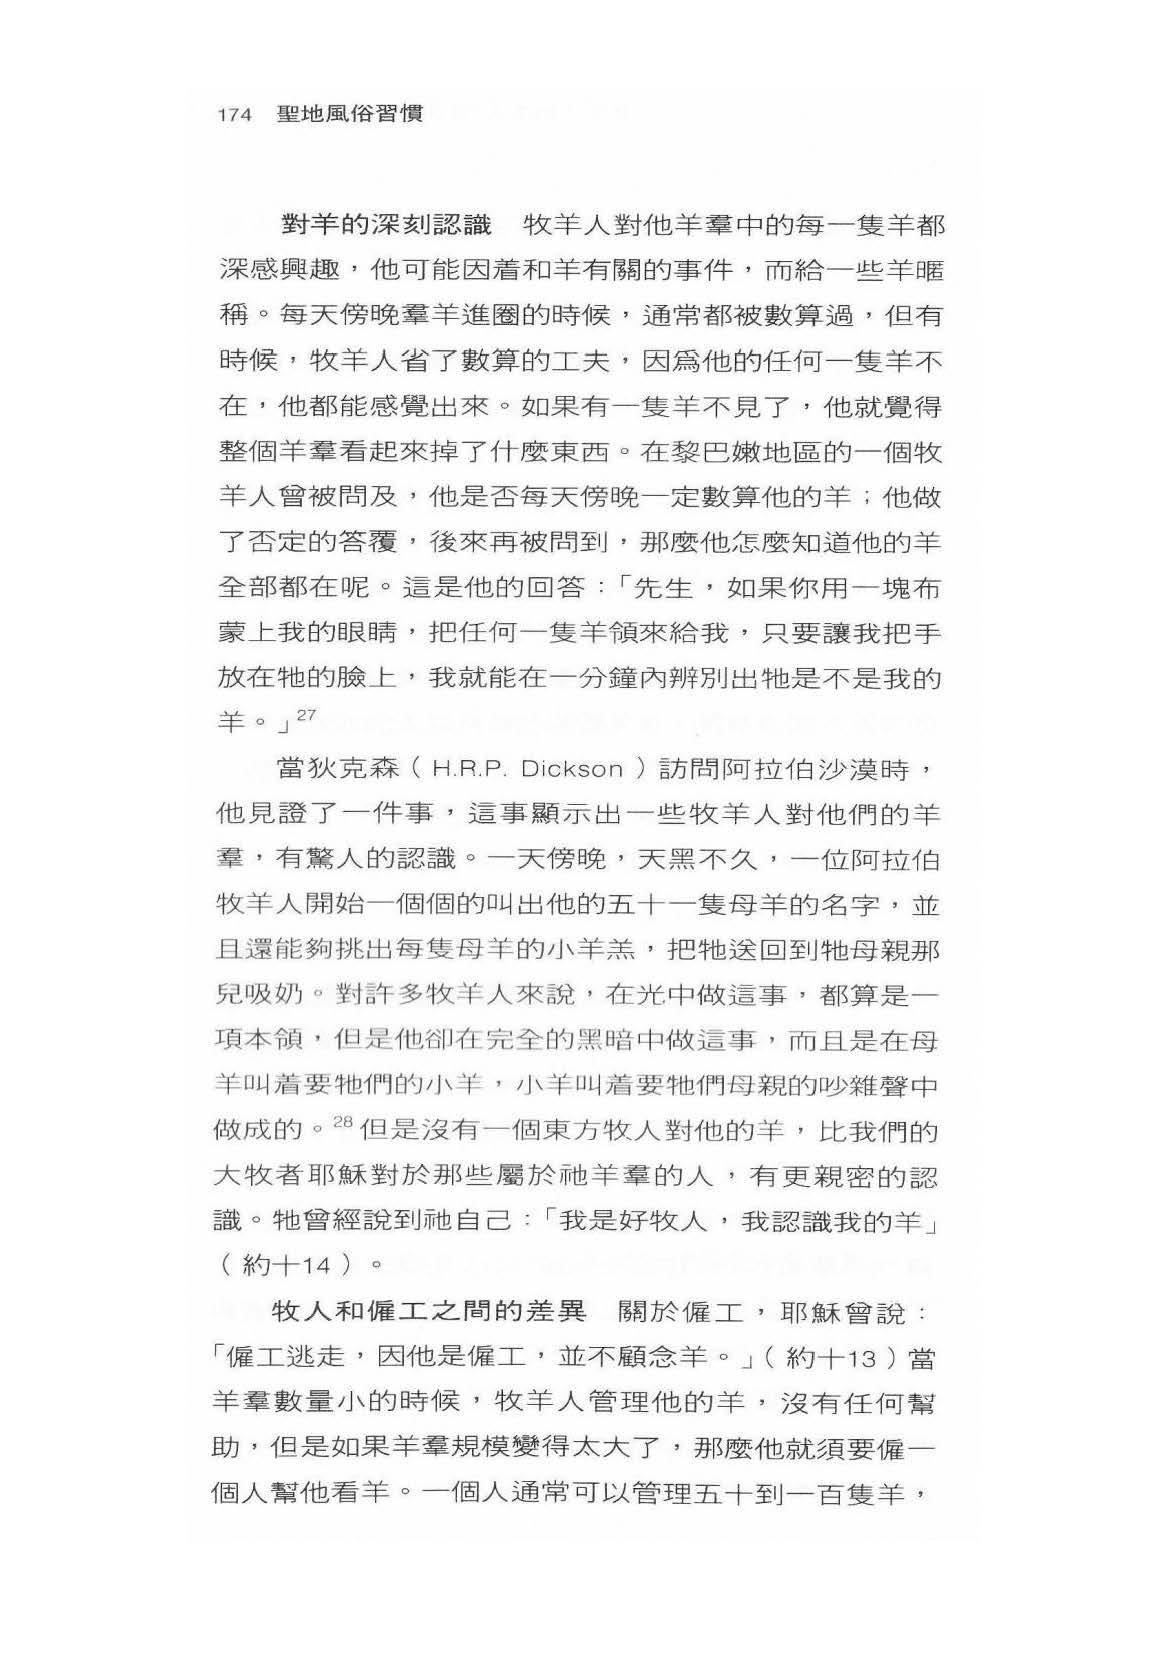 174 聖地風俗習慣
對羊的深刻認識　牧羊人對他羊羣中的每一隻羊都
深感興趣，他可能因着和羊有關的事件，而給一些羊暱
稱。每天傍晚羣羊進圈的時候，通常都被數算過，但有
時候，牧羊人省了數算的工夫，因爲他的任何一隻羊不
在，他都能感覺出來。如果有一隻羊不見了，他就覺得
整個羊羣看起來掉了什麼東西。在黎巴嫩地區的一個牧
羊人曾被問及，他是否每天傍晚一定數算他的羊；他做
了否定的答覆，後來再被問到，那麼他怎麼知道他的羊
全部都在呢。這是他的回答：「先生，如果你用一塊布
蒙上我的眼睛，把任何一隻羊領來給我，只要讓我把手
放在牠的臉上，我就能在一分鐘內辨別出牠是不是我的
羊。」27
當狄克森（H.R.P. Dickson）訪問阿拉伯沙漠時，
他見證了一件事，這事顯示出一些牧羊人對他們的羊
羣，有驚人的認識。一天傍晚，天黑不久，一位阿拉伯
牧羊人開始一個個的叫出他的五十一隻母羊的名字，並
且還能夠挑出每隻母羊的小羊羔，把牠送回到牠母親那
兒吸奶。對許多牧羊人來說，在光中做這事，都算是一
項本領，但是他卻在完全的黑暗中做這事，而且是在母
羊叫着要牠們的小羊，小羊叫着要牠們母親的吵雜聲中
做成的。28但是沒有一個東方牧人對他的羊，比我們的
大牧者耶穌對於那些屬於祂羊羣的人，有更親密的認
識。牠曾經說到祂自己：「我是好牧人，我認識我的羊」
（約十14）。
牧人和僱工之間的差異　關於僱工，耶穌曾說：
「僱工逃走，因他是僱工，並不顧念羊。」（約十13）當
羊羣數量小的時候，牧羊人管理他的羊，沒有任何幫
助，但是如果羊羣規模變得太大了，那麼他就須要僱一
個人幫他看羊。一個人通常可以管理五十到一百隻羊，